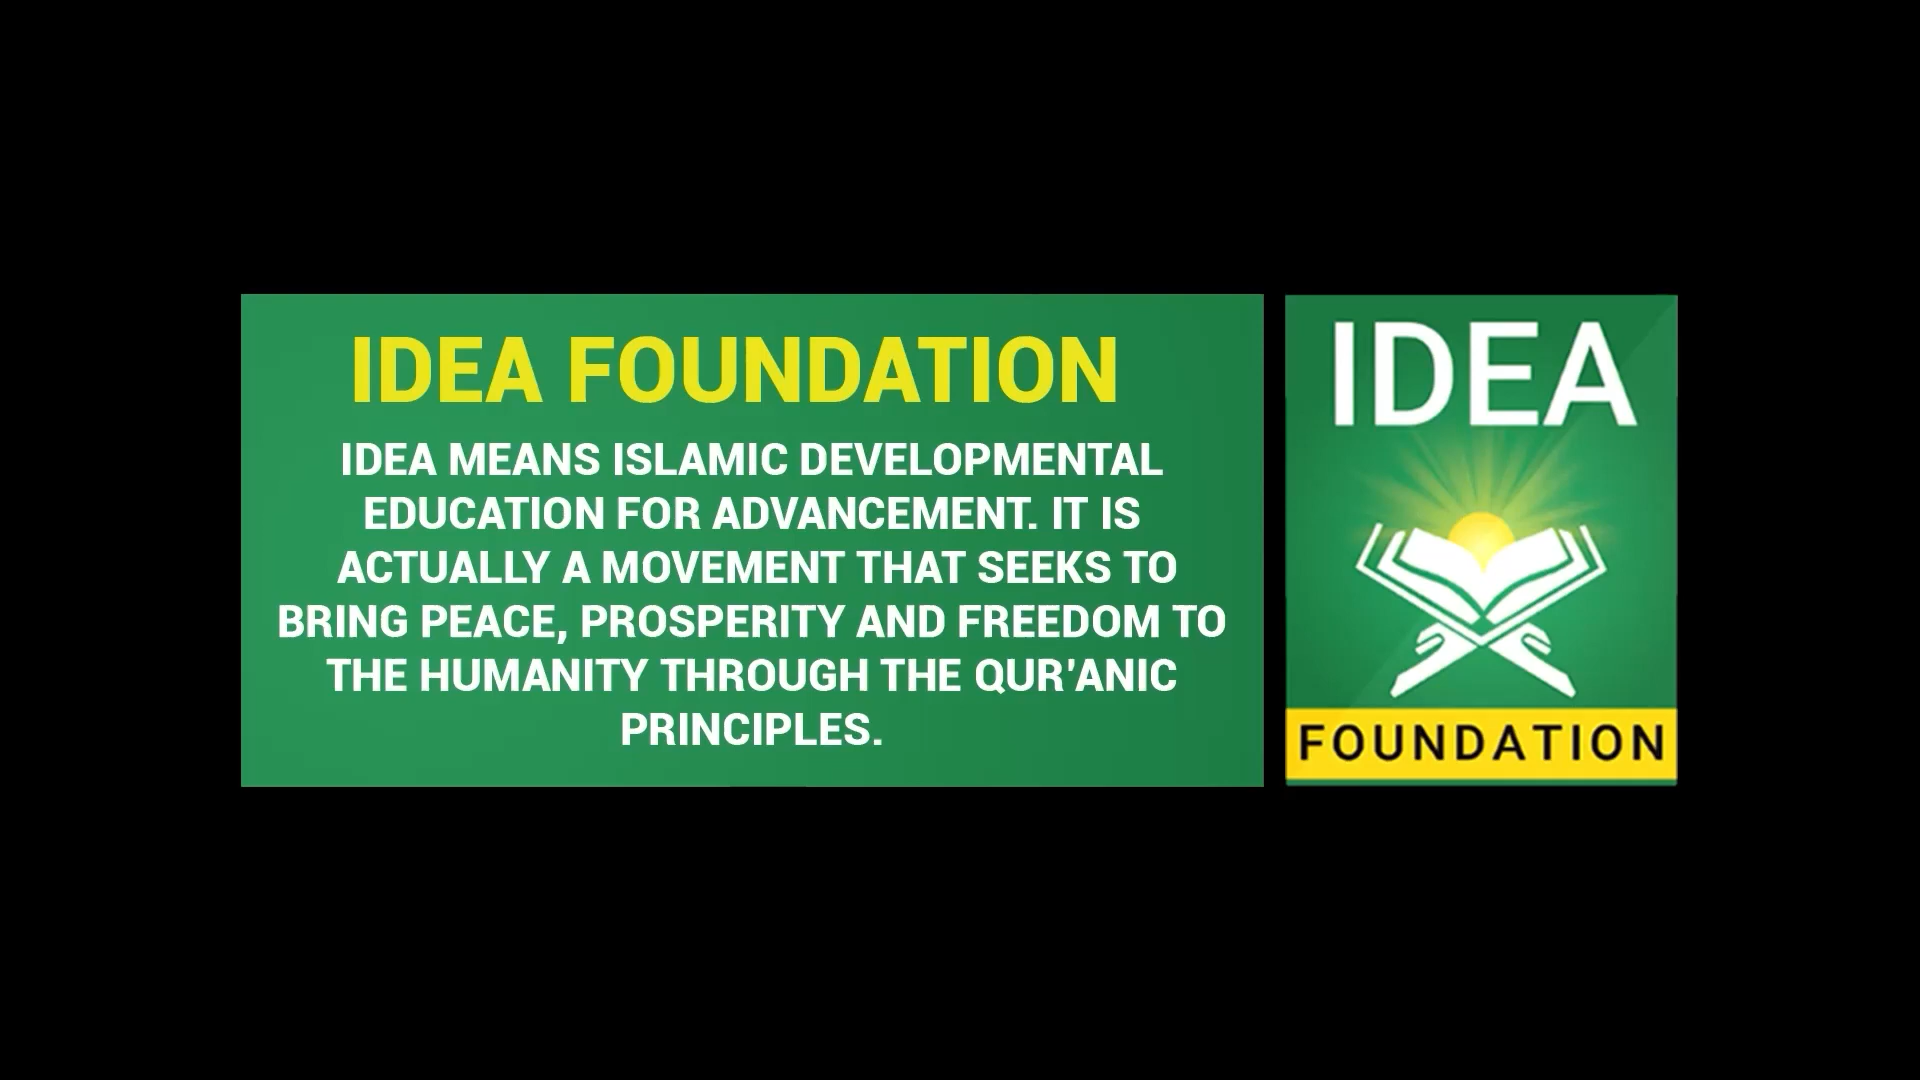 IDEA FOUNDATION
IDEA MEANS ISLAMIC DEVELOPMENTAL
EDUCATION FOR ADVANCEMENT. IT IS
ACTUALLY A MOVEMENT THAT SEEKS TO
BRING PEACE, PROSPERITY AND FREEDOM TO
THE HUMANITY THROUGH THE QUR'ANIC
PRINCIPLES.
IDEA
FOUNDATION